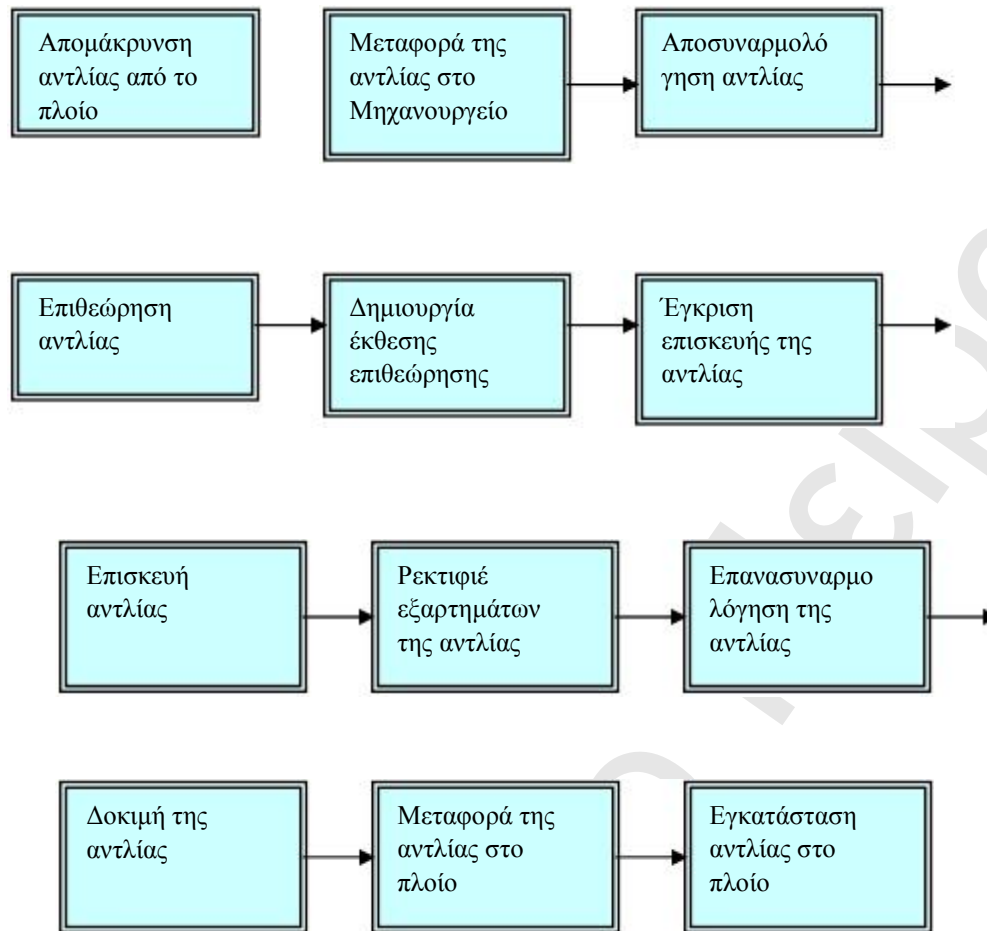 Απομάκρυνση
αντλίας από το
πλοίο
Μεταφορά της
αντλίας στο
Μηχανουργείο
Αποσυναρμολό
γηση αντλίας
Επιθεώρηση
αντλίας
Δημιουργία
έκθεσης
επιθεώρησης
Έγκριση
επισκευής της
αντλίας
Επισκευή
αντλίας
Ρεκτιφιέ
εξαρτημάτων
της αντλίας
Επανασυναρμο
λόγηση της
αντλίας
Δοκιμή της
αντλίας
Μεταφορά της
αντλίας στο
πλοίο
Εγκατάσταση
αντλίας στο
πλοίο